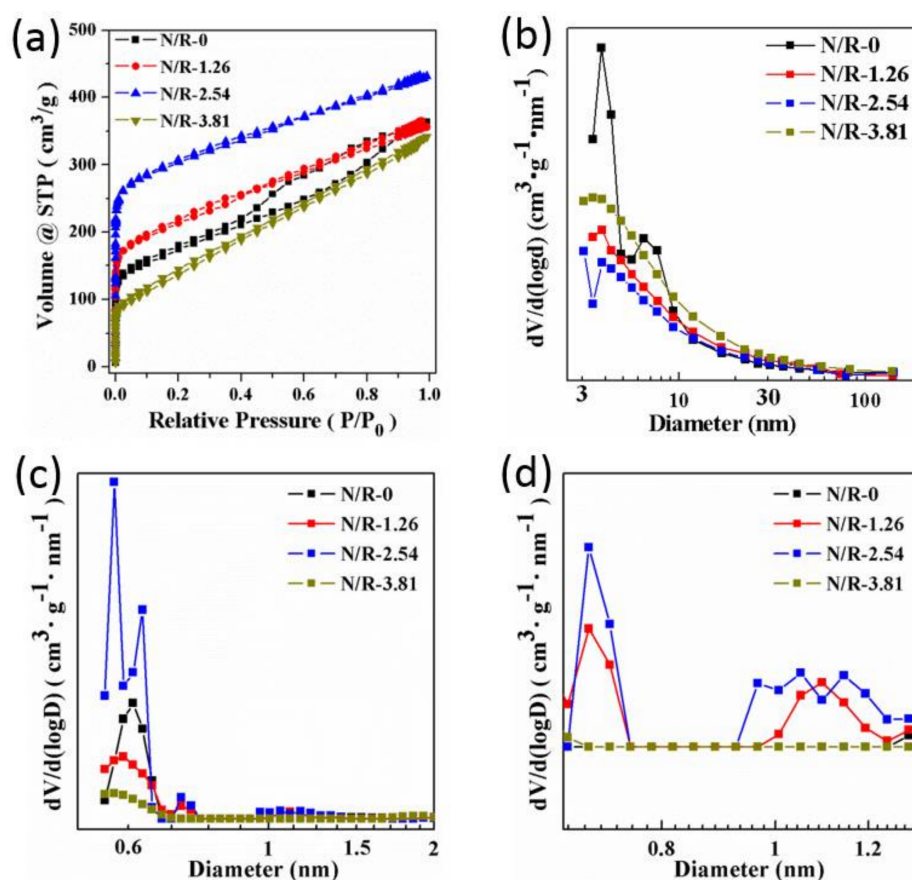 (a)
500
400
300
200
100
0
Volume @ STP ( cm³/g )
N/R-0
N/R-1.26
N/R-2.54
N/R-3.81
0.0 0.2 0.4 0.6 0.8 1.0
Relative Pressure ( P/P₀ )
(b)
dV/d(logd) (cm³·g⁻¹·nm⁻¹)
N/R-0
N/R-1.26
N/R-2.54
N/R-3.81
3 10 30 100
Diameter (nm)
(c)
dV/d(logD) ( cm³· g⁻¹· nm⁻¹)
N/R-0
N/R-1.26
N/R-2.54
N/R-3.81
0.6 1 1.5 2
Diameter (nm)
(d)
dV/d(logD) ( cm³· g⁻¹· nm⁻¹)
N/R-0
N/R-1.26
N/R-2.54
N/R-3.81
0.8 1 1.2
Diameter (nm)